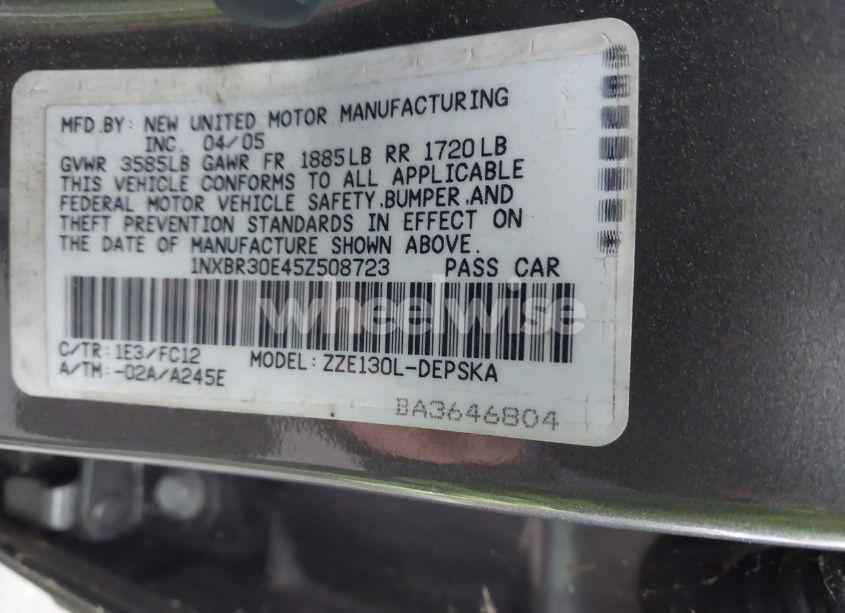 MFD.BY: NEW UNITED MOTOR MANUFACTURING
INC. 04/05
GVWR 3585LB GAWR FR 1885LB RR 1720LB
THIS VEHICLE CONFORMS TO ALL APPLICABLE
FEDERAL MOTOR VEHICLE SAFETY,BUMPER,AND
THEFT PREVENTION STANDARDS IN EFFECT ON
THE DATE OF MANUFACTURE SHOWN ABOVE.
1NXBR30E45Z508723 PASS CAR
wheelwise
C/TR: 1E3/FC12 MODEL: ZZE130L-DEPSKA
A/TM: -02A/A245E
BA3646804